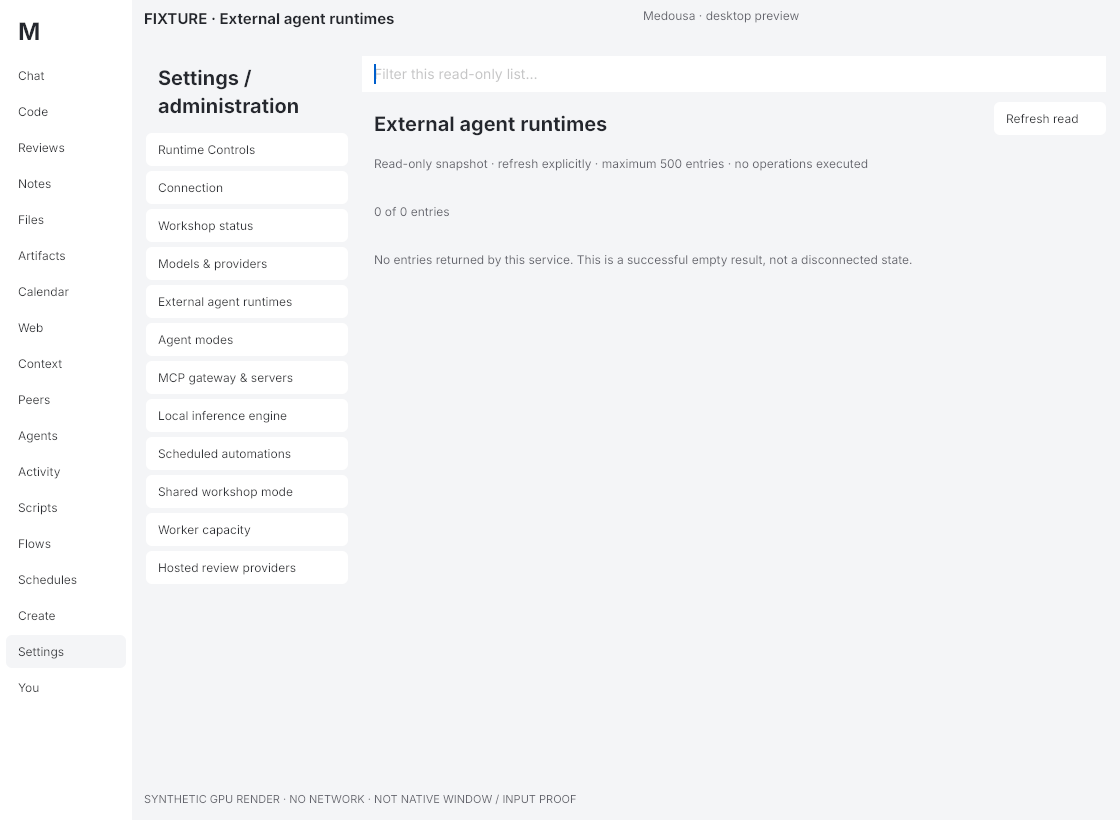 M
Chat
Code
Reviews
Notes
Files
Artifacts
Calendar
Web
Context
Peers
Agents
Activity
Scripts
Flows
Schedules
Create
Settings
You
FIXTURE · External agent runtimes
Medousa · desktop preview
Settings /
administration
Runtime Controls
Connection
Workshop status
Models & providers
External agent runtimes
Agent modes
MCP gateway & servers
Local inference engine
Scheduled automations
Shared workshop mode
Worker capacity
Hosted review providers
Filter this read-only list...
External agent runtimes
Refresh read
Read-only snapshot · refresh explicitly · maximum 500 entries · no operations executed
0 of 0 entries
No entries returned by this service. This is a successful empty result, not a disconnected state.
SYNTHETIC GPU RENDER · NO NETWORK · NOT NATIVE WINDOW / INPUT PROOF